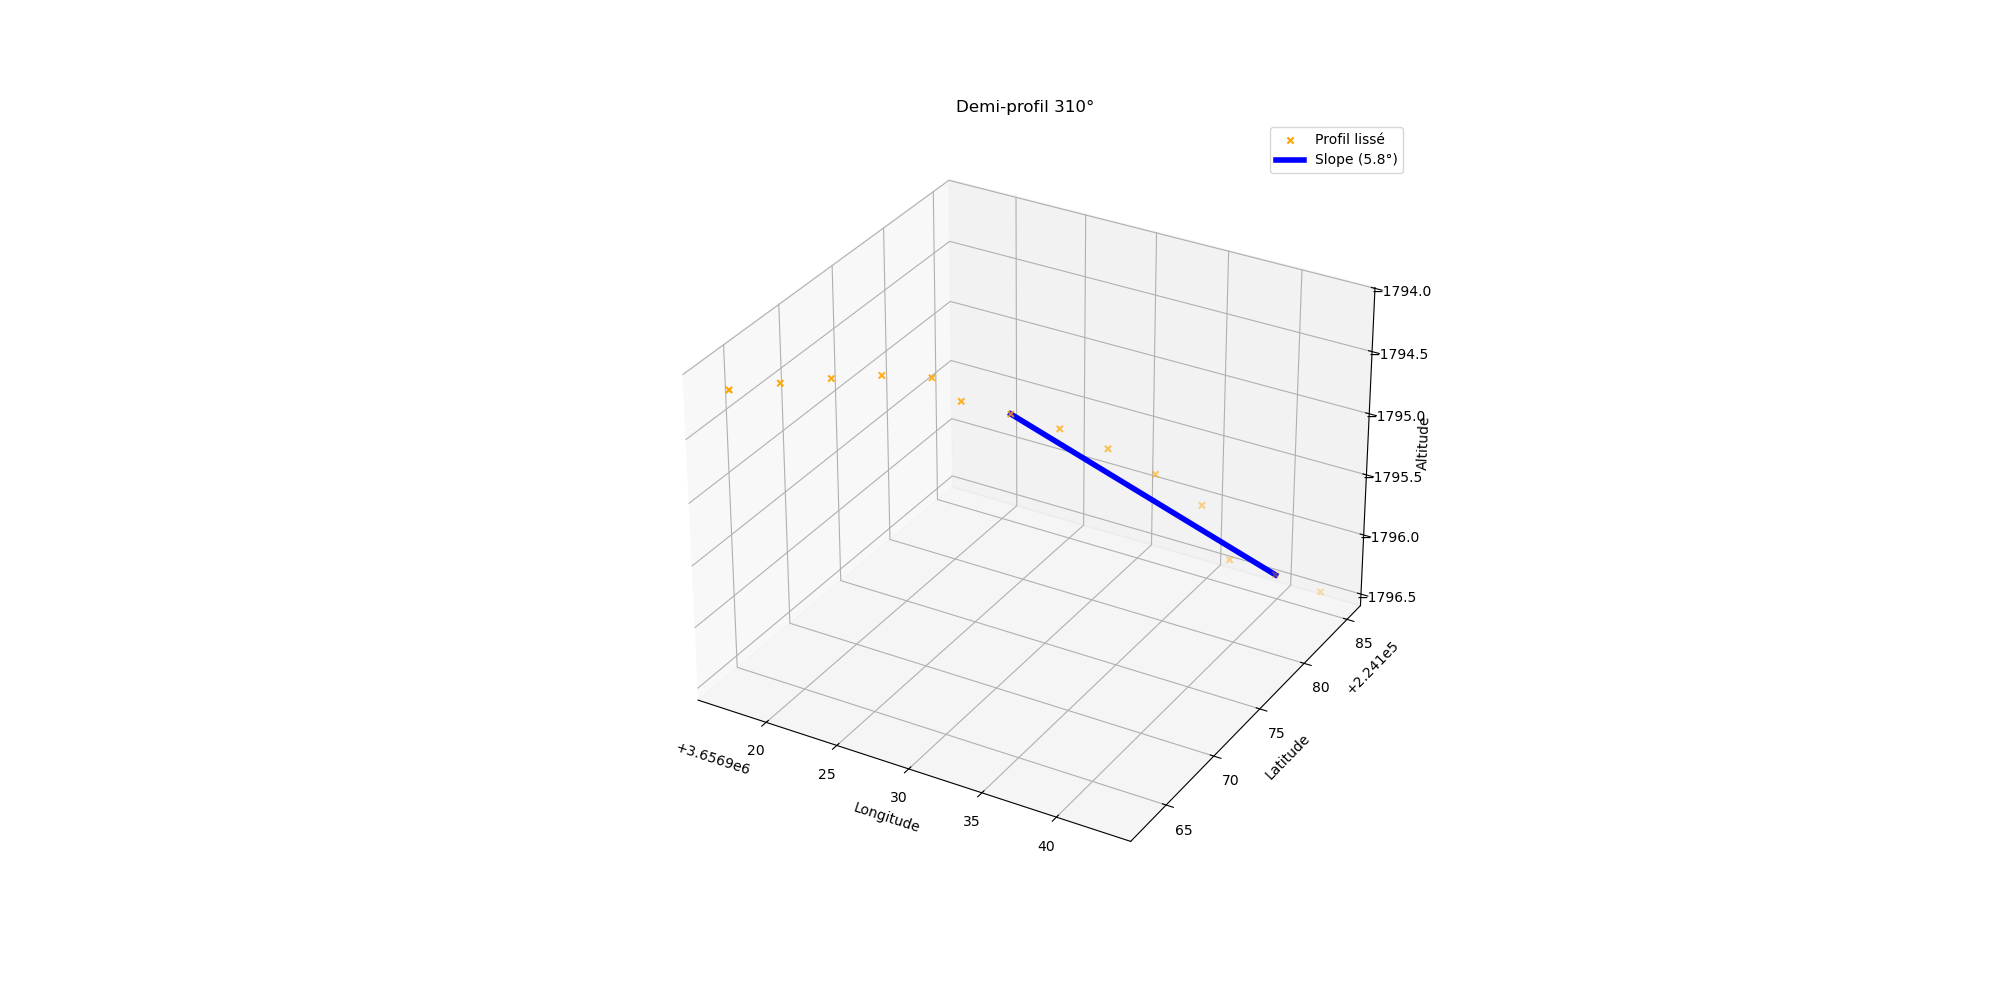 Demi-profil 310°
Profil lissé
Slope (5.8°)
−1794.0
−1794.5
−1795.0
−1795.5
−1796.0
−1796.5
Altitude
85
80
75
70
65
+2.241e5
Latitude
20
25
30
35
40
+3.6569e6
Longitude